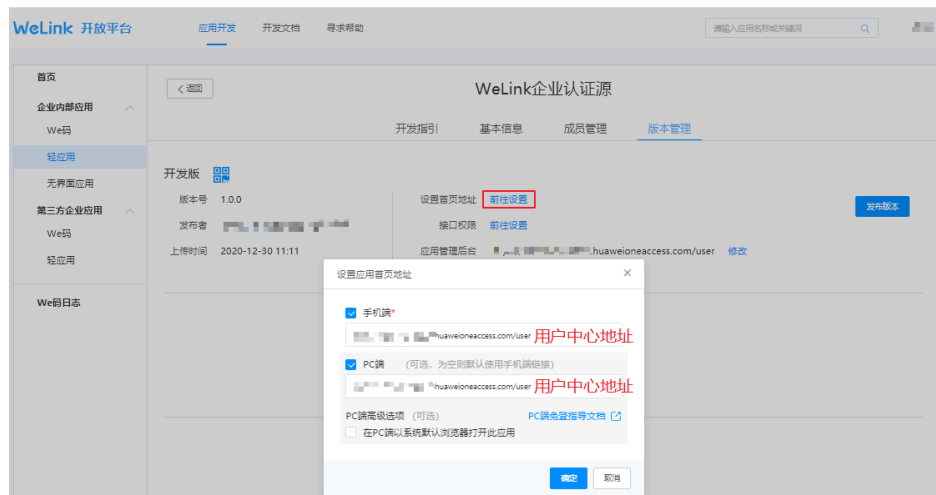 WeLink 开放平台
应用开发 开发文档 寻求帮助
请输入应用名称或关键词
首页
企业内部应用
We码
轻应用
无界面应用
第三方企业应用
We码
轻应用
We码日志
返回
WeLink企业认证源
开发指引 基本信息 成员管理 版本管理
开发版
版本号 1.0.0
设置首页地址 前往设置
发布版本
发布者
接口权限 前往设置
上传时间 2020-12-30 11:11
应用管理后台 .huaweioneaccess.com/user 修改
设置应用首页地址
手机端*
huaweioneaccess.com/user 用户中心地址
PC端 (可选，为空则默认使用手机端链接)
huaweioneaccess.com/user 用户中心地址
PC端高级选项 (可选) PC端免登指导文档
在PC端以系统默认浏览器打开此应用
确定 取消